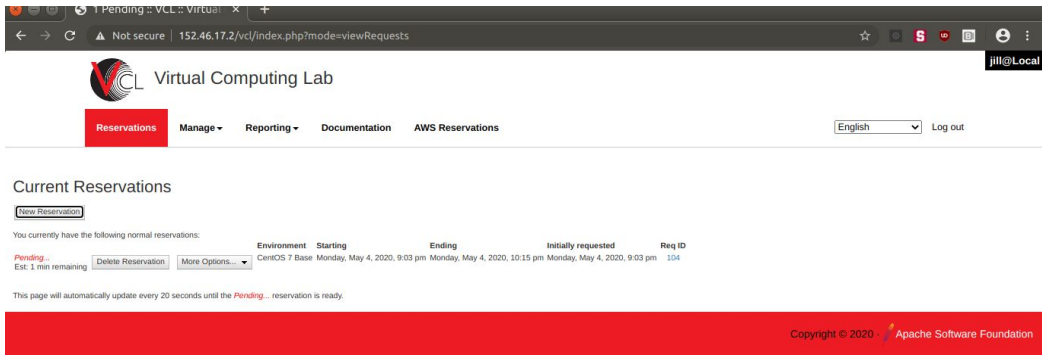 1 Pending :: VCL :: Virtual
Not secure | 152.46.17.2/vcl/index.php?mode=viewRequests
jill@Local
VCL Virtual Computing Lab
Reservations Manage Reporting Documentation AWS Reservations English Log out
Current Reservations
New Reservation
You currently have the following normal reservations:
Environment Starting Ending Initially requested Req ID
Pending... Delete Reservation More Options... CentOS 7 Base Monday, May 4, 2020, 9:03 pm Monday, May 4, 2020, 10:15 pm Monday, May 4, 2020, 9:03 pm 104
Est: 1 min remaining
This page will automatically update every 20 seconds until the Pending... reservation is ready.
Copyright © 2020 - Apache Software Foundation